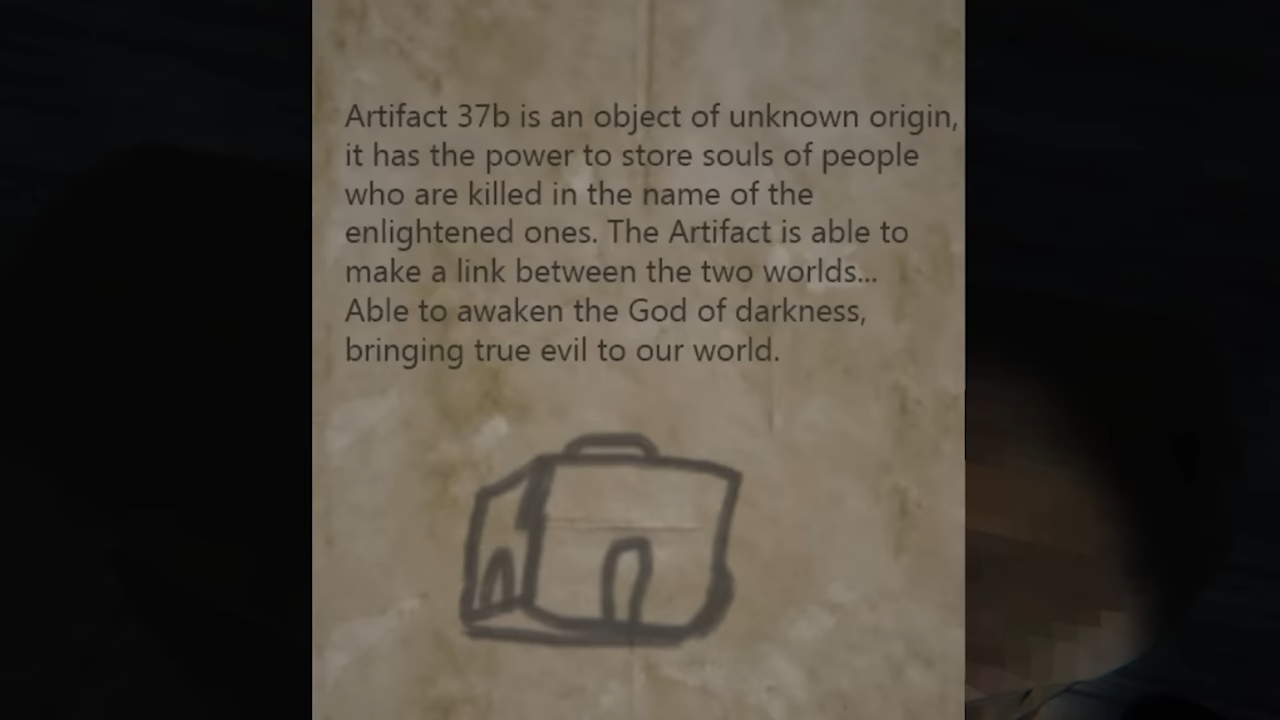 Artifact 37b is an object of unknown origin,
it has the power to store souls of people
who are killed in the name of the
enlightened ones. The Artifact is able to
make a link between the two worlds...
Able to awaken the God of darkness,
bringing true evil to our world.